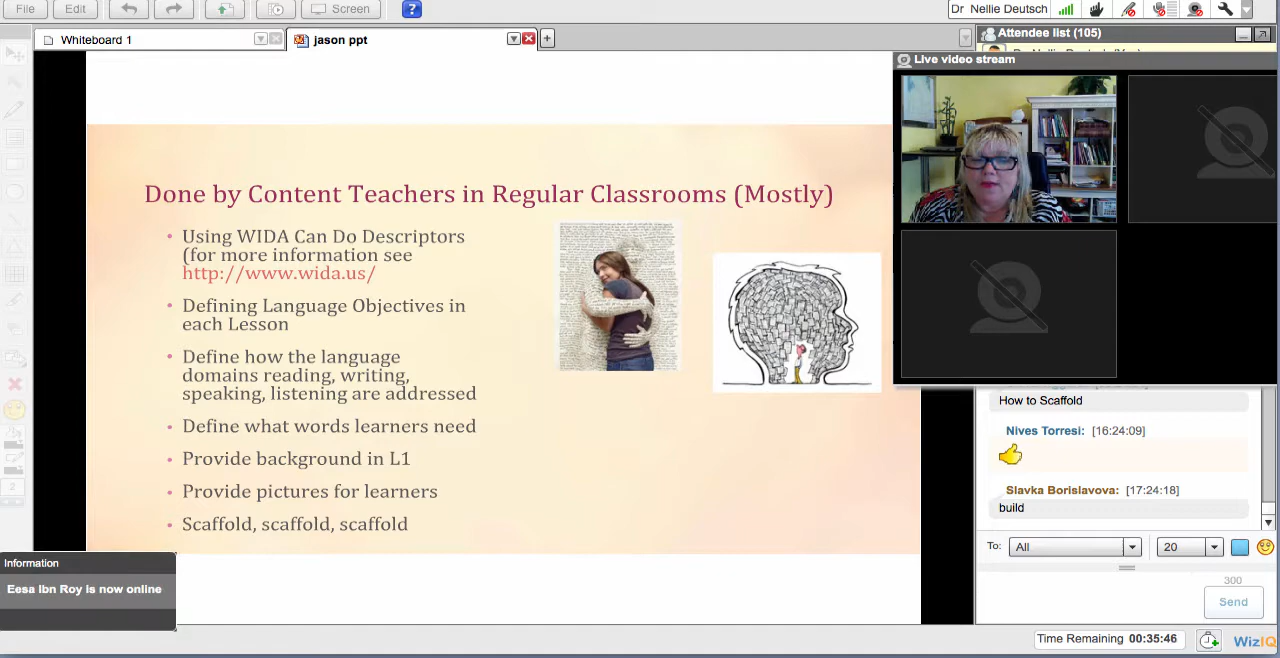 File
Edit
Screen
?
Dr Nellie Deutsch
Whiteboard 1
jason ppt
+
Attendee list (105)
Live video stream
Done by Content Teachers in Regular Classrooms (Mostly)
• Using WIDA Can Do Descriptors
(for more information see
http://www.wida.us/
• Defining Language Objectives in
each Lesson
• Define how the language
domains reading, writing,
speaking, listening are addressed
• Define what words learners need
• Provide background in L1
• Provide pictures for learners
• Scaffold, scaffold, scaffold
2
How to Scaffold
Nives Torresi: [16:24:09]
Slavka Borislavova: [17:24:18]
build
To: All 20
300
Send
Information
Eesa Ibn Roy is now online
Time Remaining 00:35:46
WizIQ